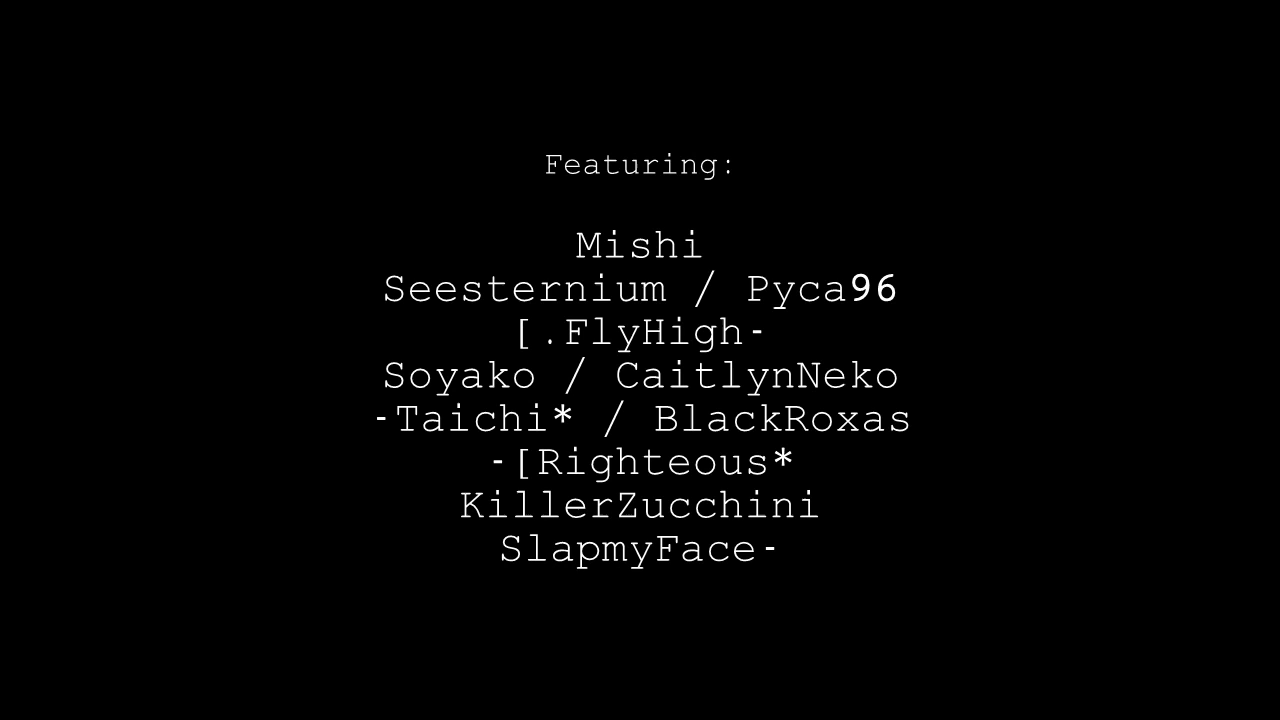 Featuring:
Mishi
Seesternium / Pyca96
[.FlyHigh-
Soyako / CaitlynNeko
-Taichi* / BlackRoxas
-[Righteous*
KillerZucchini
SlapmyFace-